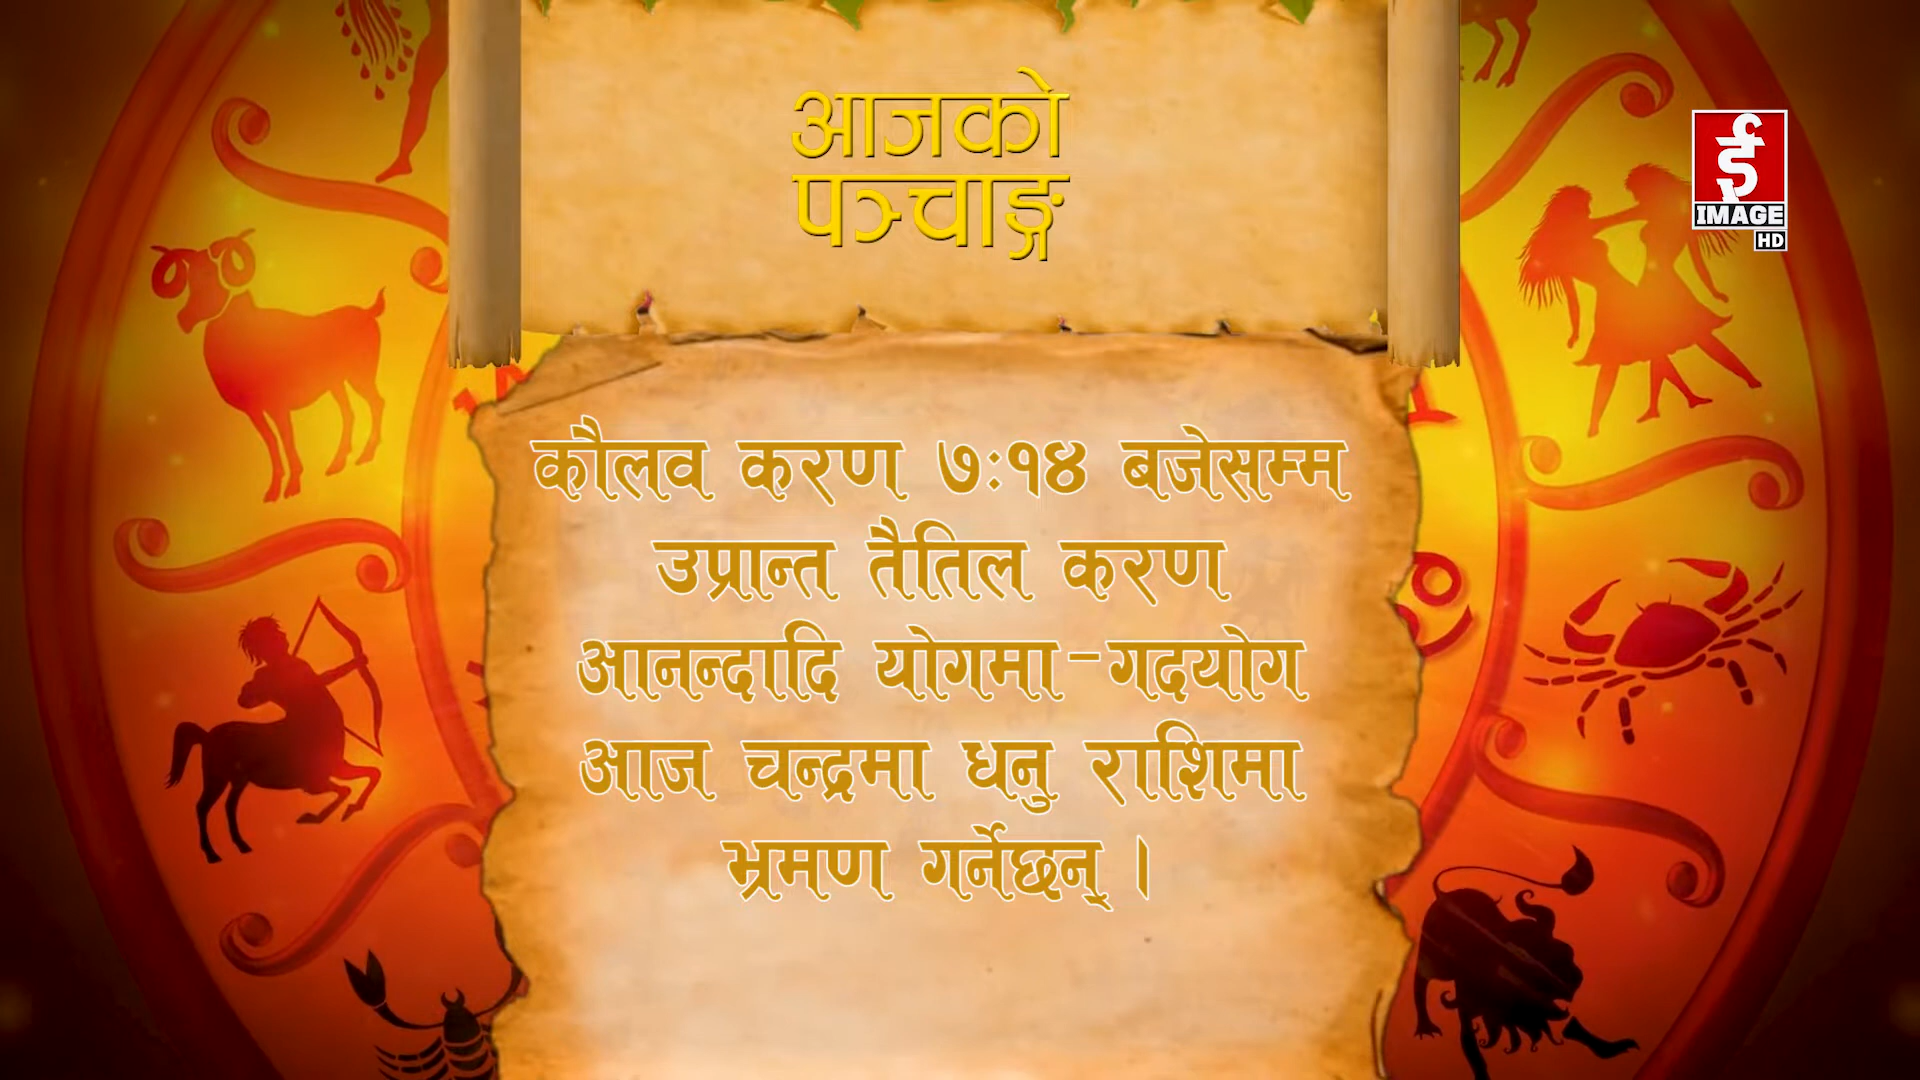 आजको
पञ्चाङ्ग
इ
IMAGE
HD
कौलव करण ७:१४ बजेसम्म
उप्रान्त तैतिल करण
आनन्दादि योगमा-गदयोग
आज चन्द्रमा धनु राशिमा
भ्रमण गर्नेछन् ।